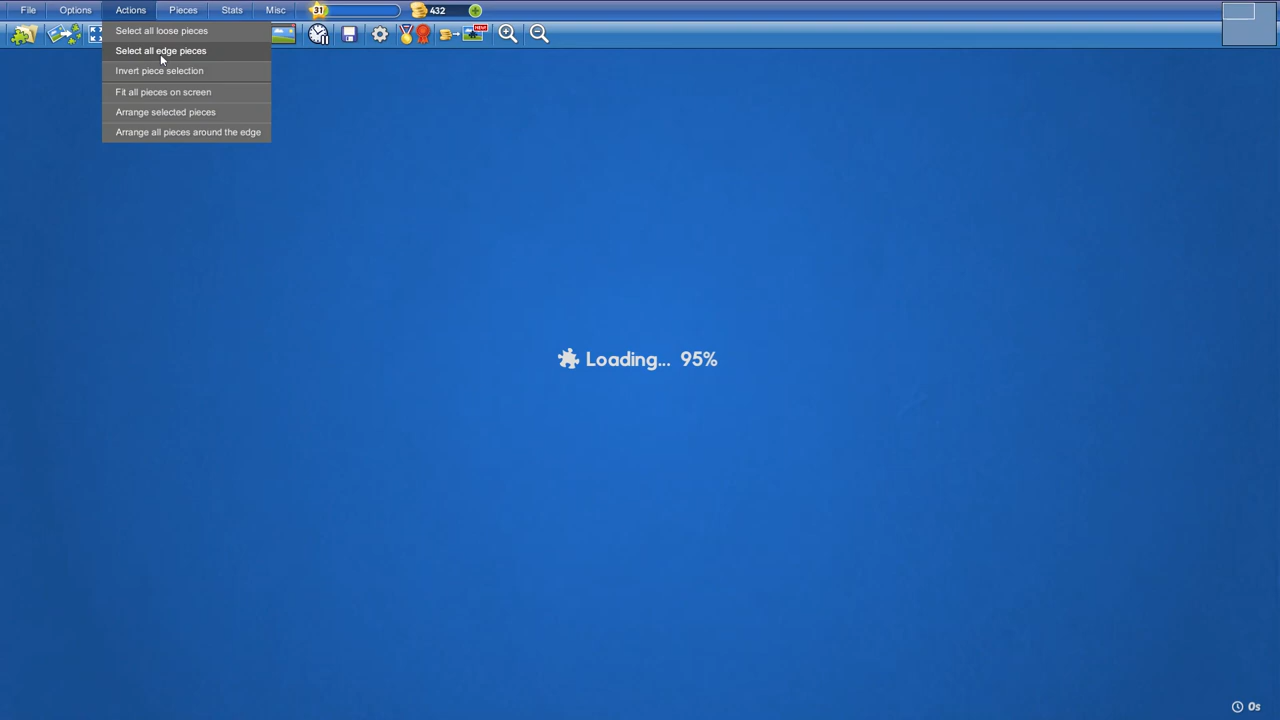 File Options Actions Pieces Stats Misc 31 432
NEW!
Select all loose pieces
Select all edge pieces
Invert piece selection
Fit all pieces on screen
Arrange selected pieces
Arrange all pieces around the edge
Loading... 95%
0s